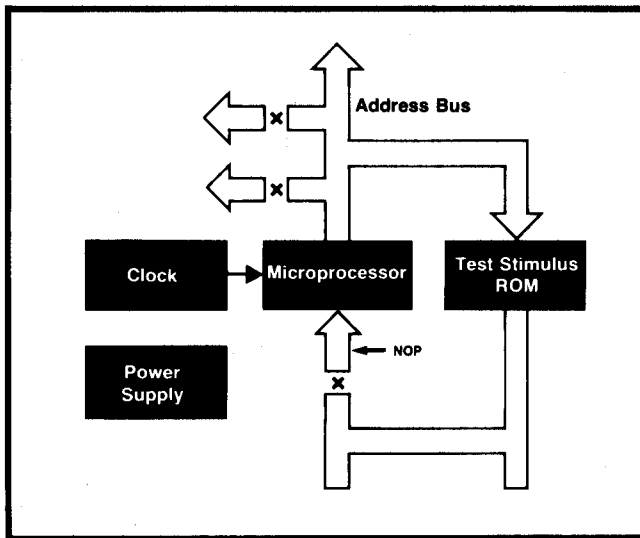 Address Bus
Clock
Microprocessor
Test Stimulus
ROM
NOP
Power
Supply